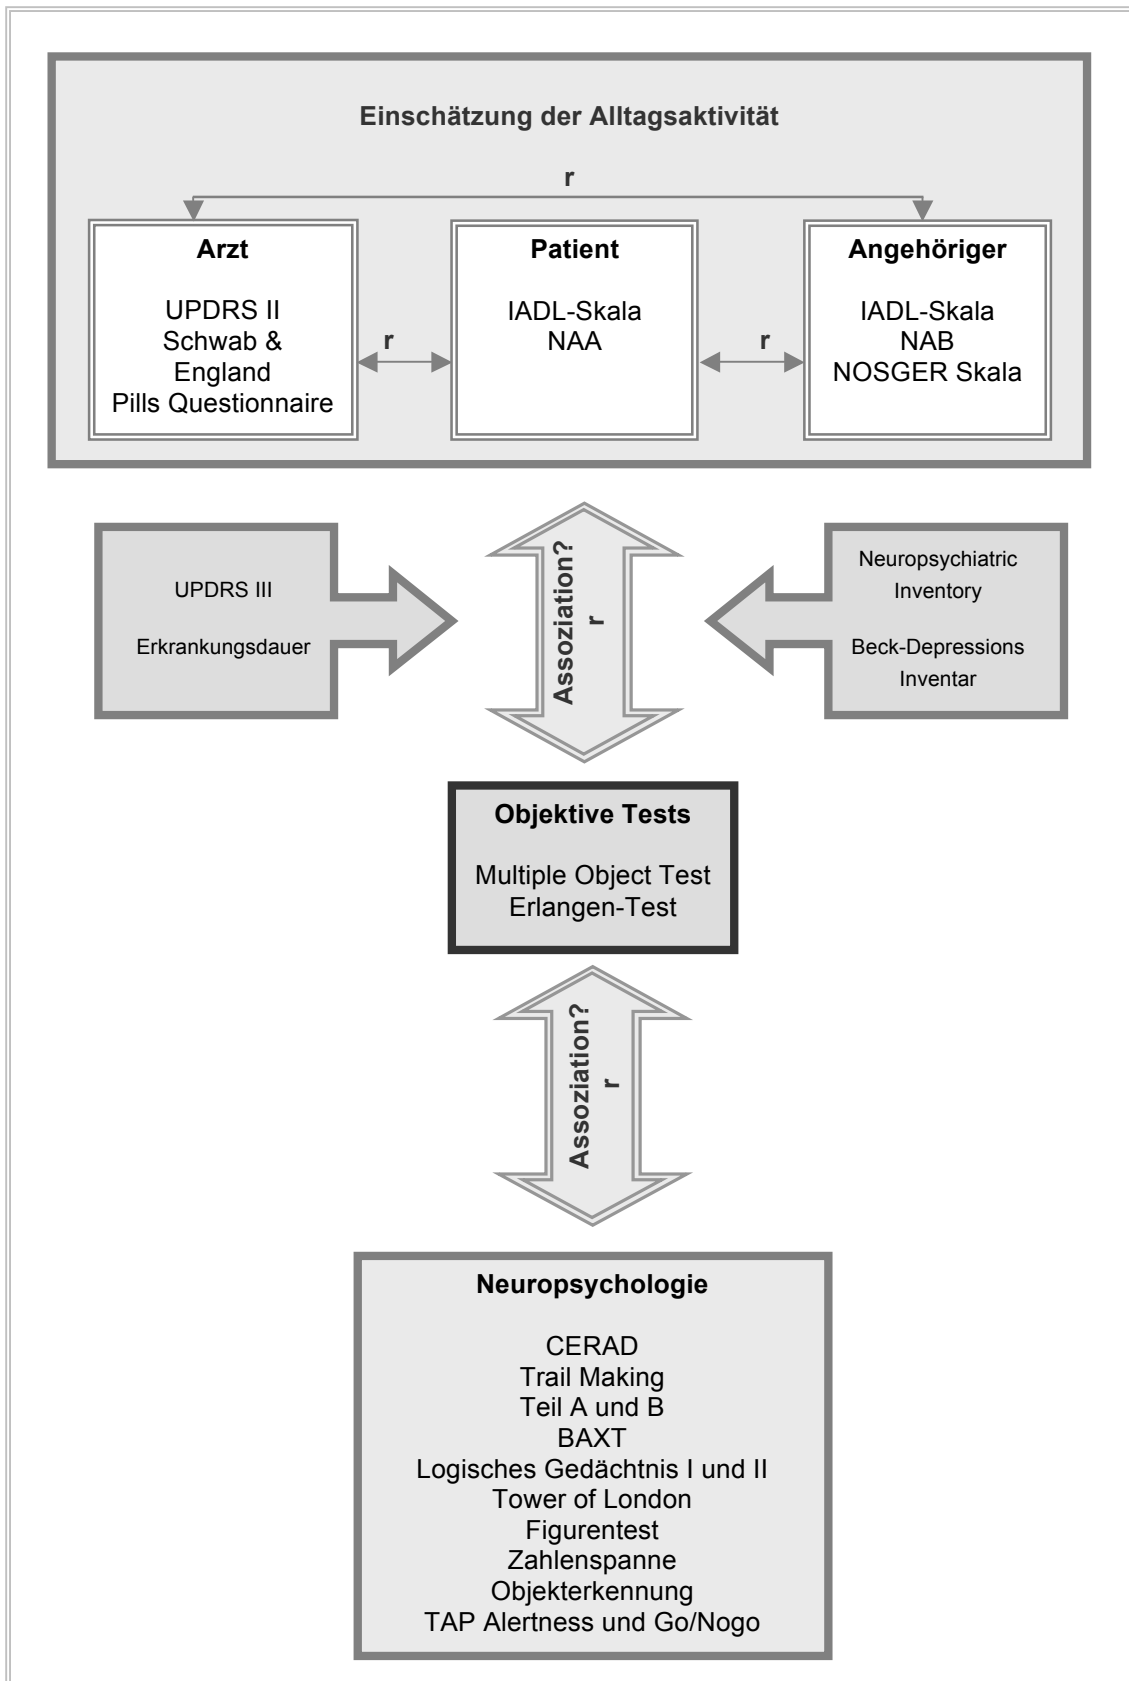 Einschätzung der Alltagsaktivität
r
Arzt
UPDRS II
Schwab &
England
Pills Questionnaire
r
Patient
IADL-Skala
NAA
r
Angehöriger
IADL-Skala
NAB
NOSGER Skala
UPDRS III
Erkrankungsdauer
Assoziation?
r
Neuropsychiatric
Inventory
Beck-Depressions
Inventar
Objektive Tests
Multiple Object Test
Erlangen-Test
Assoziation?
r
Neuropsychologie
CERAD
Trail Making
Teil A und B
BAXT
Logisches Gedächtnis I und II
Tower of London
Figurentest
Zahlenspanne
Objekterkennung
TAP Alertness und Go/Nogo